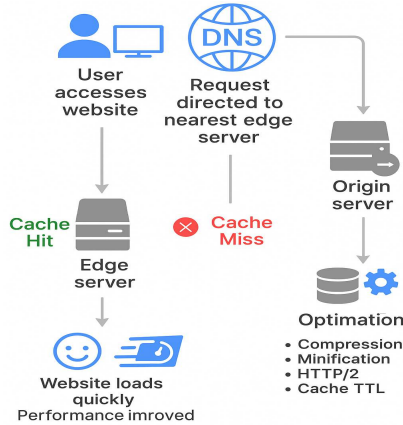 User
accesses
website
DNS
Request
directed to
nearest edge
server
Origin
server
Cache
Hit
Cache
Miss
Edge
server
Optimation
• Compression
• Minification
• HTTP/2
• Cache TTL
Website loads
quickly
Performance imroved